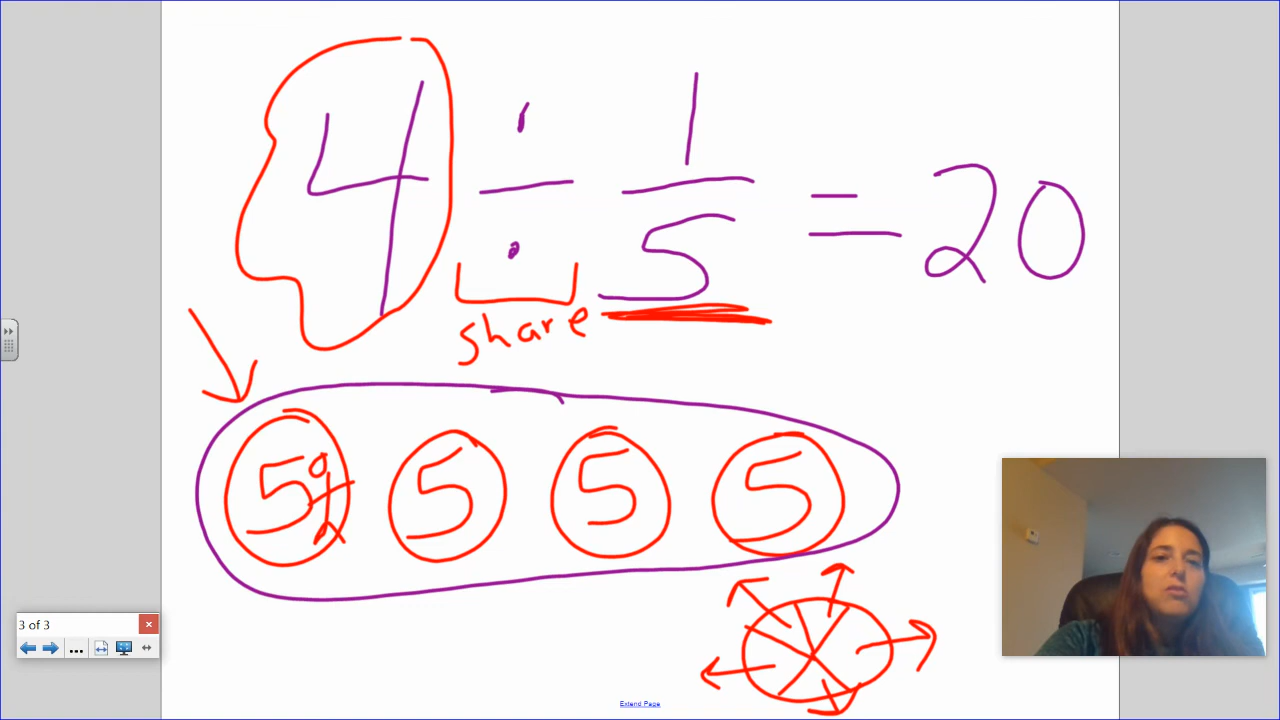 4 ÷ 1/5 = 20
share
5 5 5 5
3 of 3
...
Extend Page